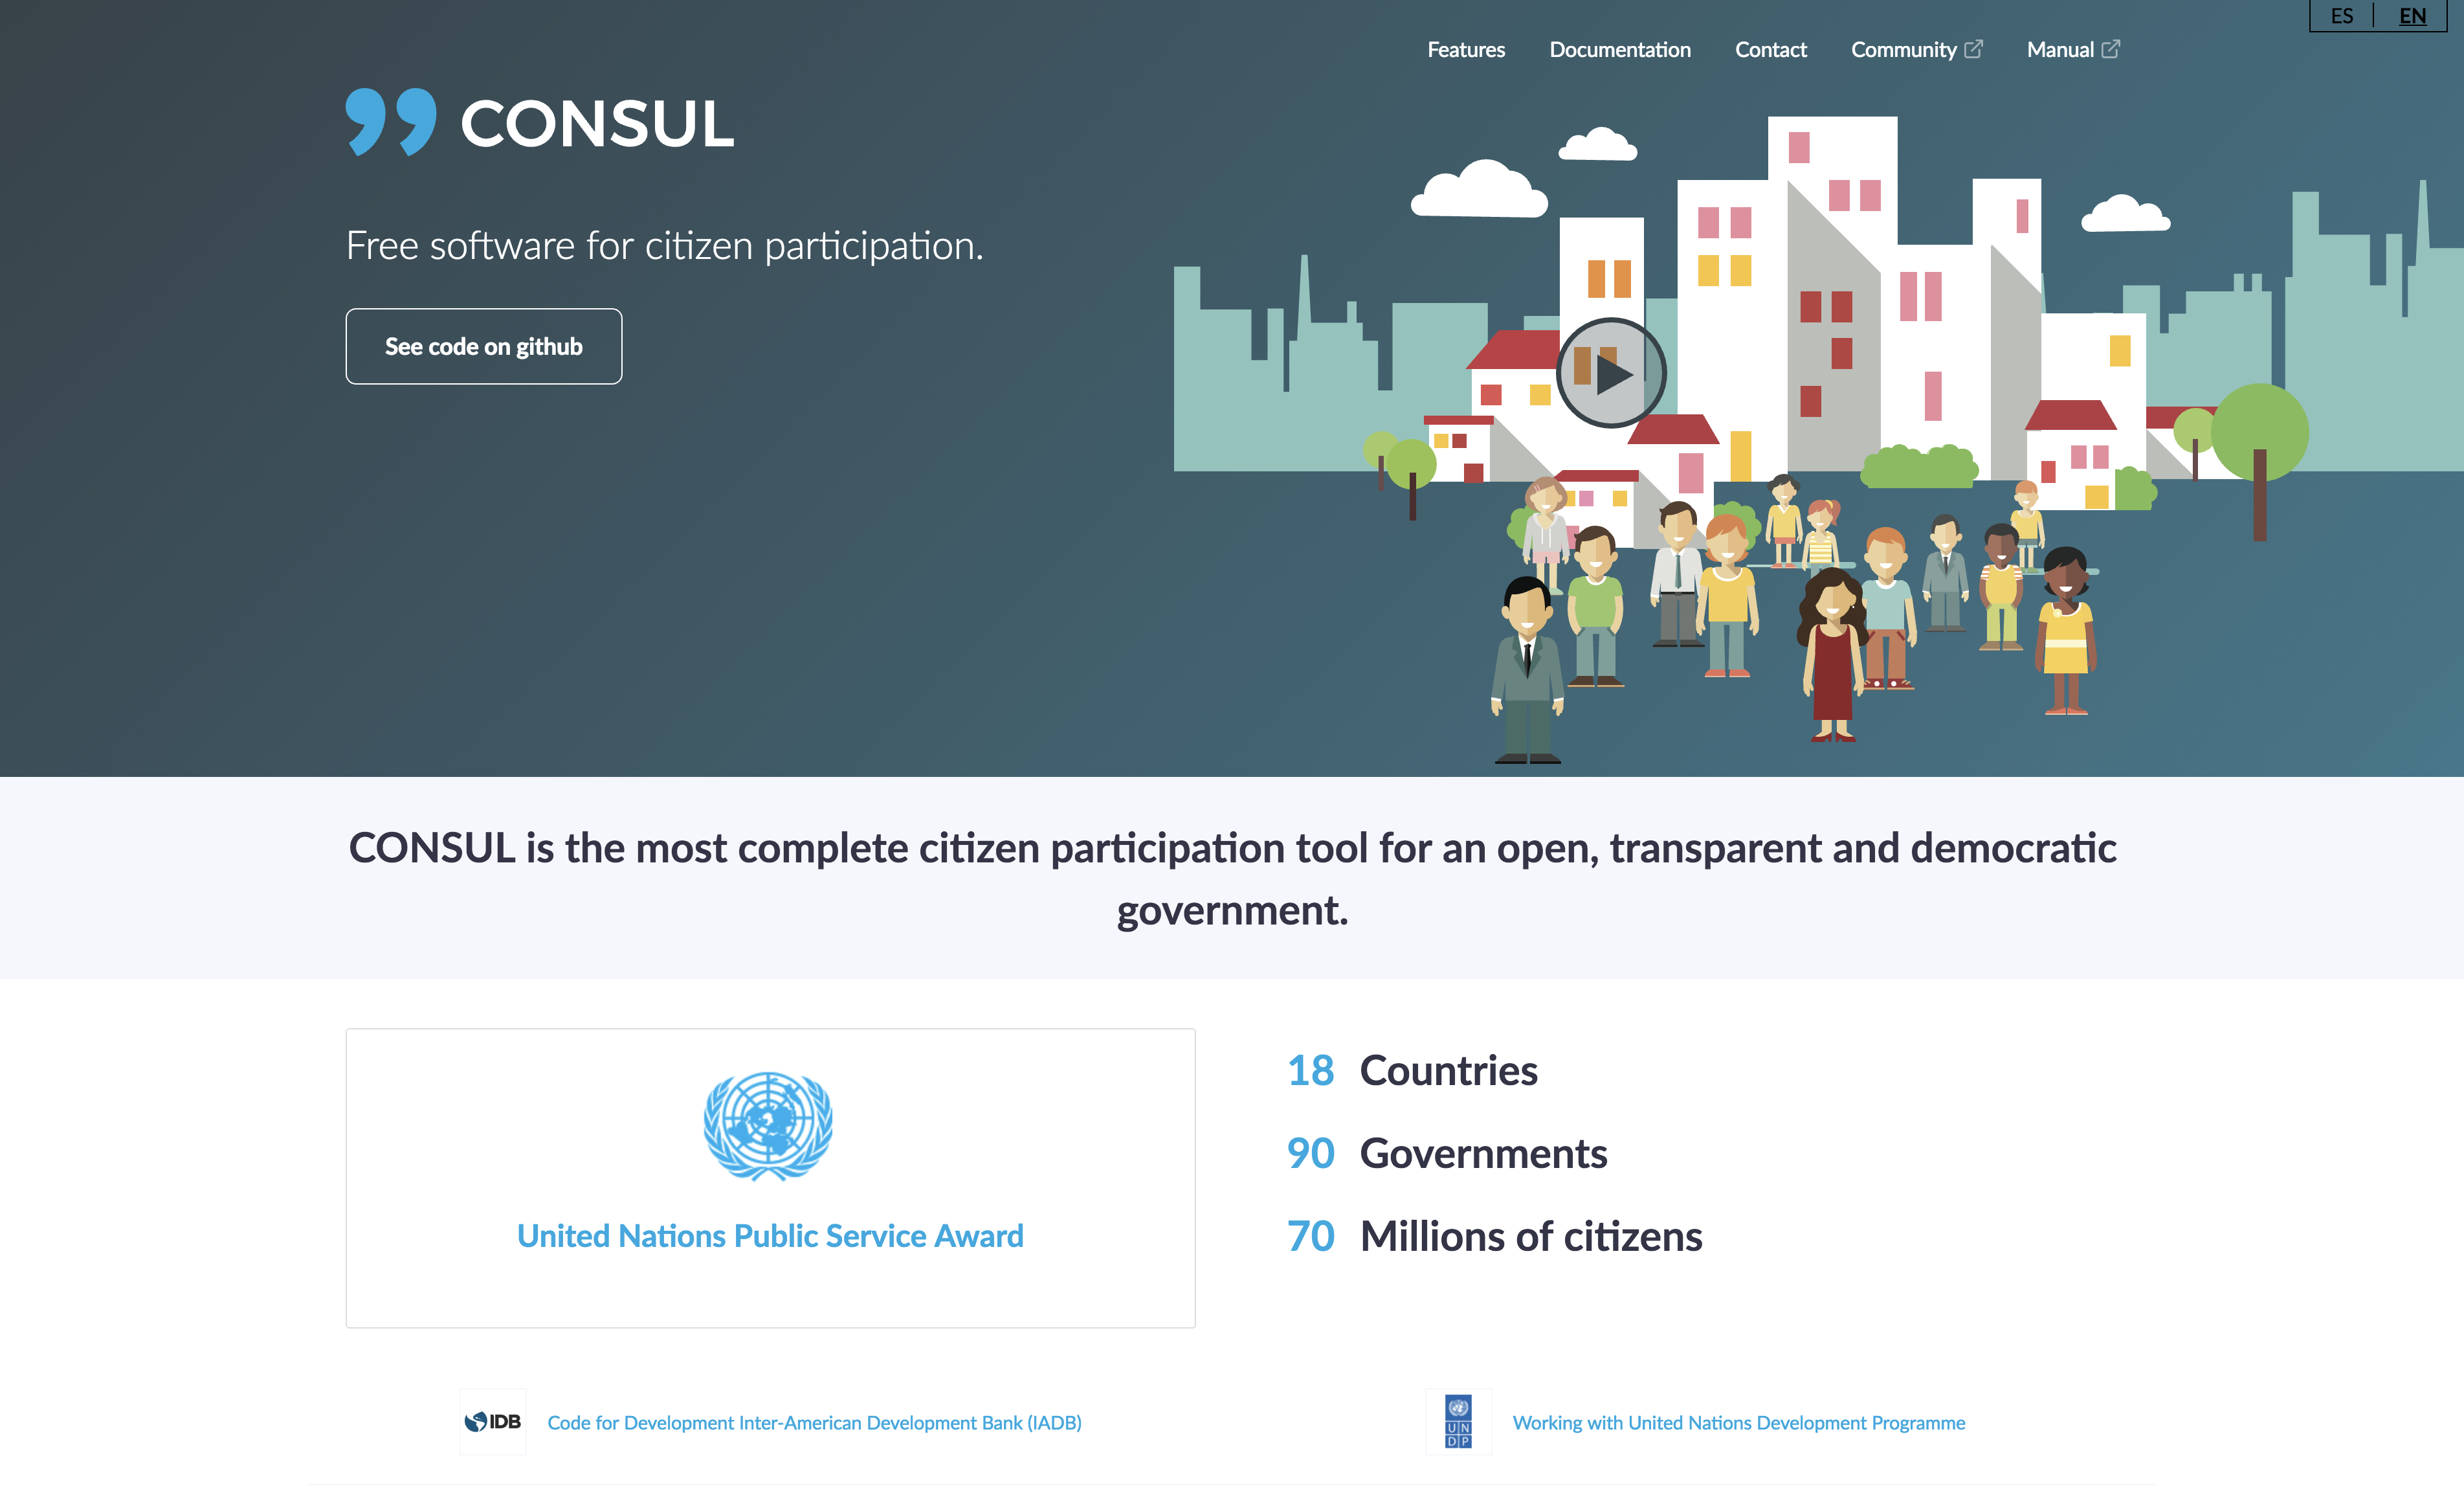 ES EN
Features Documentation Contact Community Manual
CONSUL
Free software for citizen participation.
See code on github
CONSUL is the most complete citizen participation tool for an open, transparent and democratic
government.
United Nations Public Service Award
18 Countries
90 Governments
70 Millions of citizens
IDB
Code for Development Inter-American Development Bank (IADB)
U N
D P
Working with United Nations Development Programme